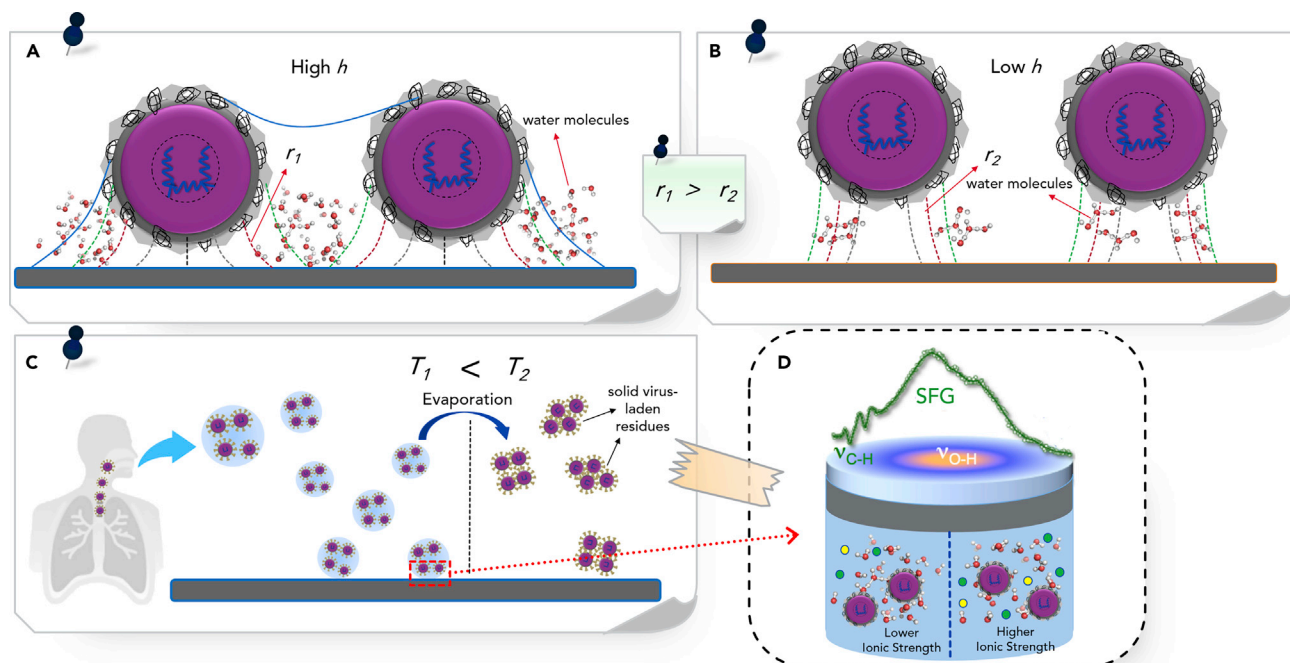 A
High h
r1
water molecules
r1 > r2
B
Low h
r2
water molecules
C
T1 < T2
Evaporation
solid virus-
laden
residues
D
SFG
νC-H
νO-H
Lower
Ionic Strength
Higher
Ionic Strength